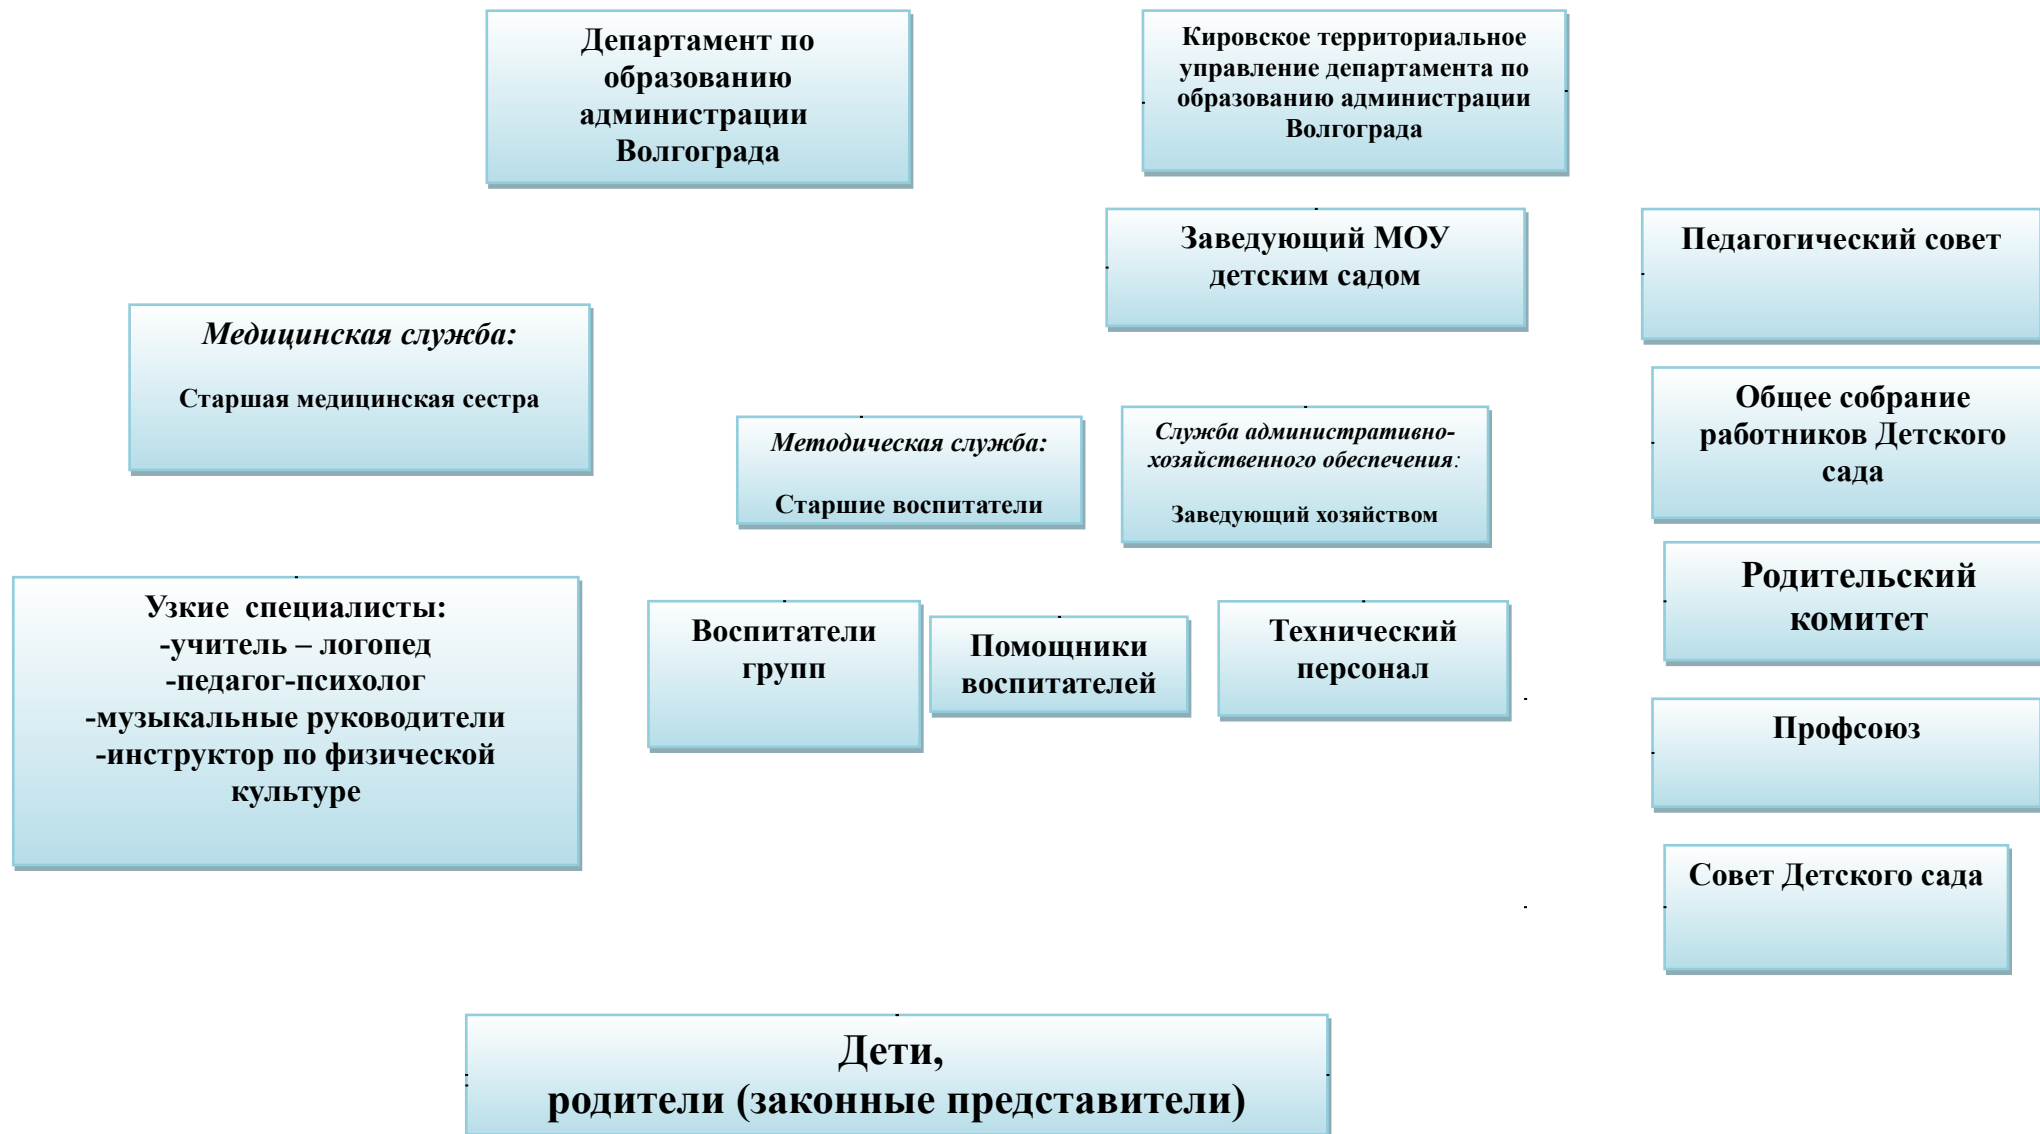 Департамент по
образованию
администрации
Волгограда
Кировское территориальное
управление департамента по
образованию администрации
Волгограда
Заведующий МОУ
детским садом
Педагогический совет
Медицинская служба:
Старшая медицинская сестра
Общее собрание
работников Детского
сада
Методическая служба:
Старшие воспитатели
Служба административно-
хозяйственного обеспечения:
Заведующий хозяйством
Родительский
комитет
Узкие специалисты:
-учитель – логопед
-педагог-психолог
-музыкальные руководители
-инструктор по физической
культуре
Воспитатели
групп
Помощники
воспитателей
Технический
персонал
Профсоюз
Совет Детского сада
Дети,
родители (законные представители)